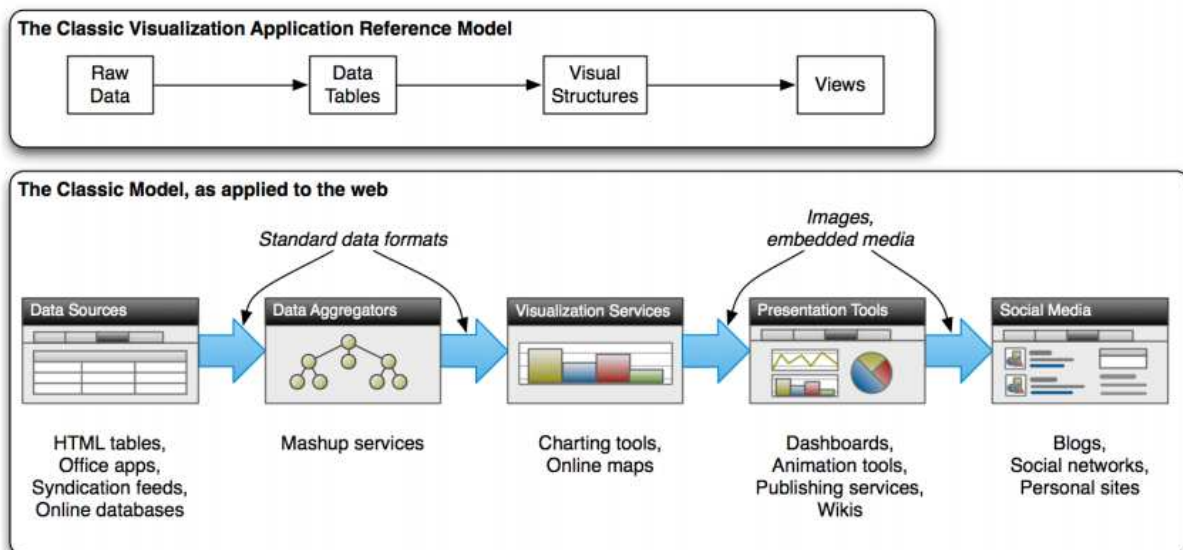 The Classic Visualization Application Reference Model
Raw
Data
Data
Tables
Visual
Structures
Views
The Classic Model, as applied to the web
Standard data formats
Images,
embedded media
Data Sources
Data Aggregators
Visualization Services
Presentation Tools
Social Media
HTML tables,
Office apps,
Syndication feeds,
Online databases
Mashup services
Charting tools,
Online maps
Dashboards,
Animation tools,
Publishing services,
Wikis
Blogs,
Social networks,
Personal sites